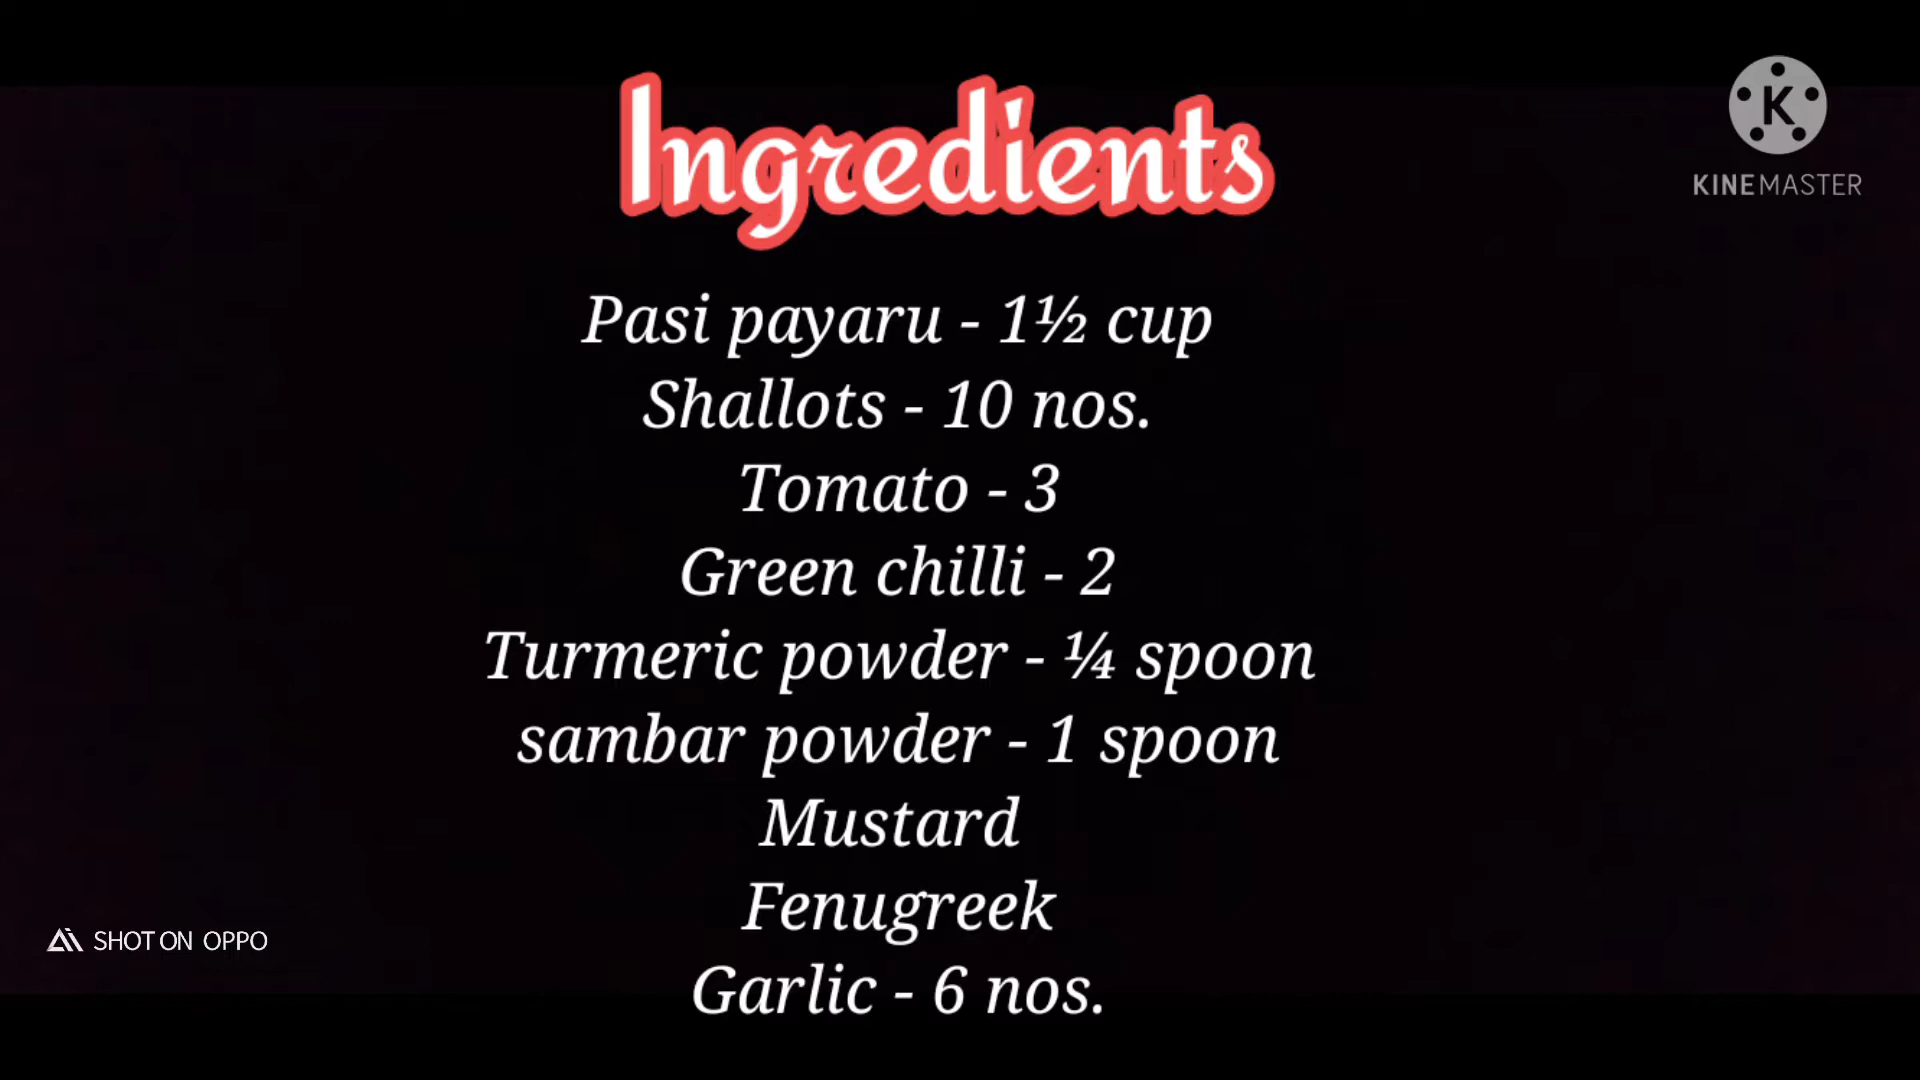 Ingredients
K
KINEMASTER
Pasi payaru - 1½ cup
Shallots - 10 nos.
Tomato - 3
Green chilli - 2
Turmeric powder - ¼ spoon
sambar powder - 1 spoon
Mustard
Fenugreek
Garlic - 6 nos.
Ai SHOT ON OPPO